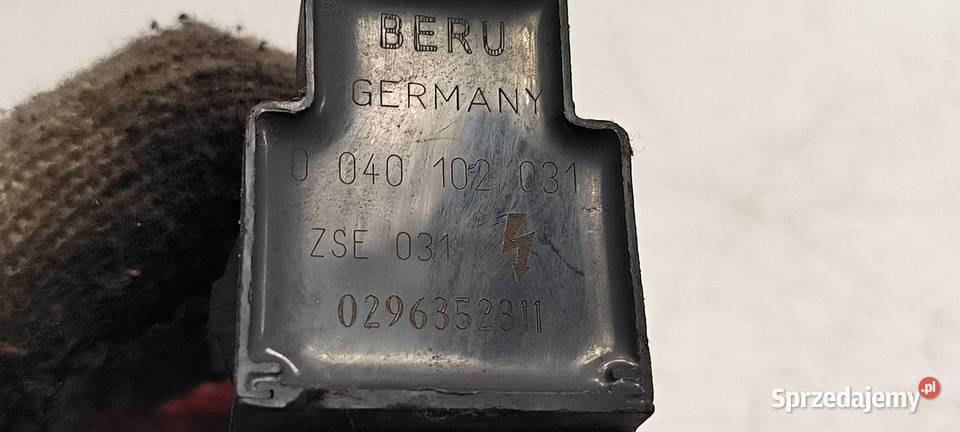 BERU
GERMANY
0 040 102 031
ZSE 031
0296352311
Sprzedajemy.pl